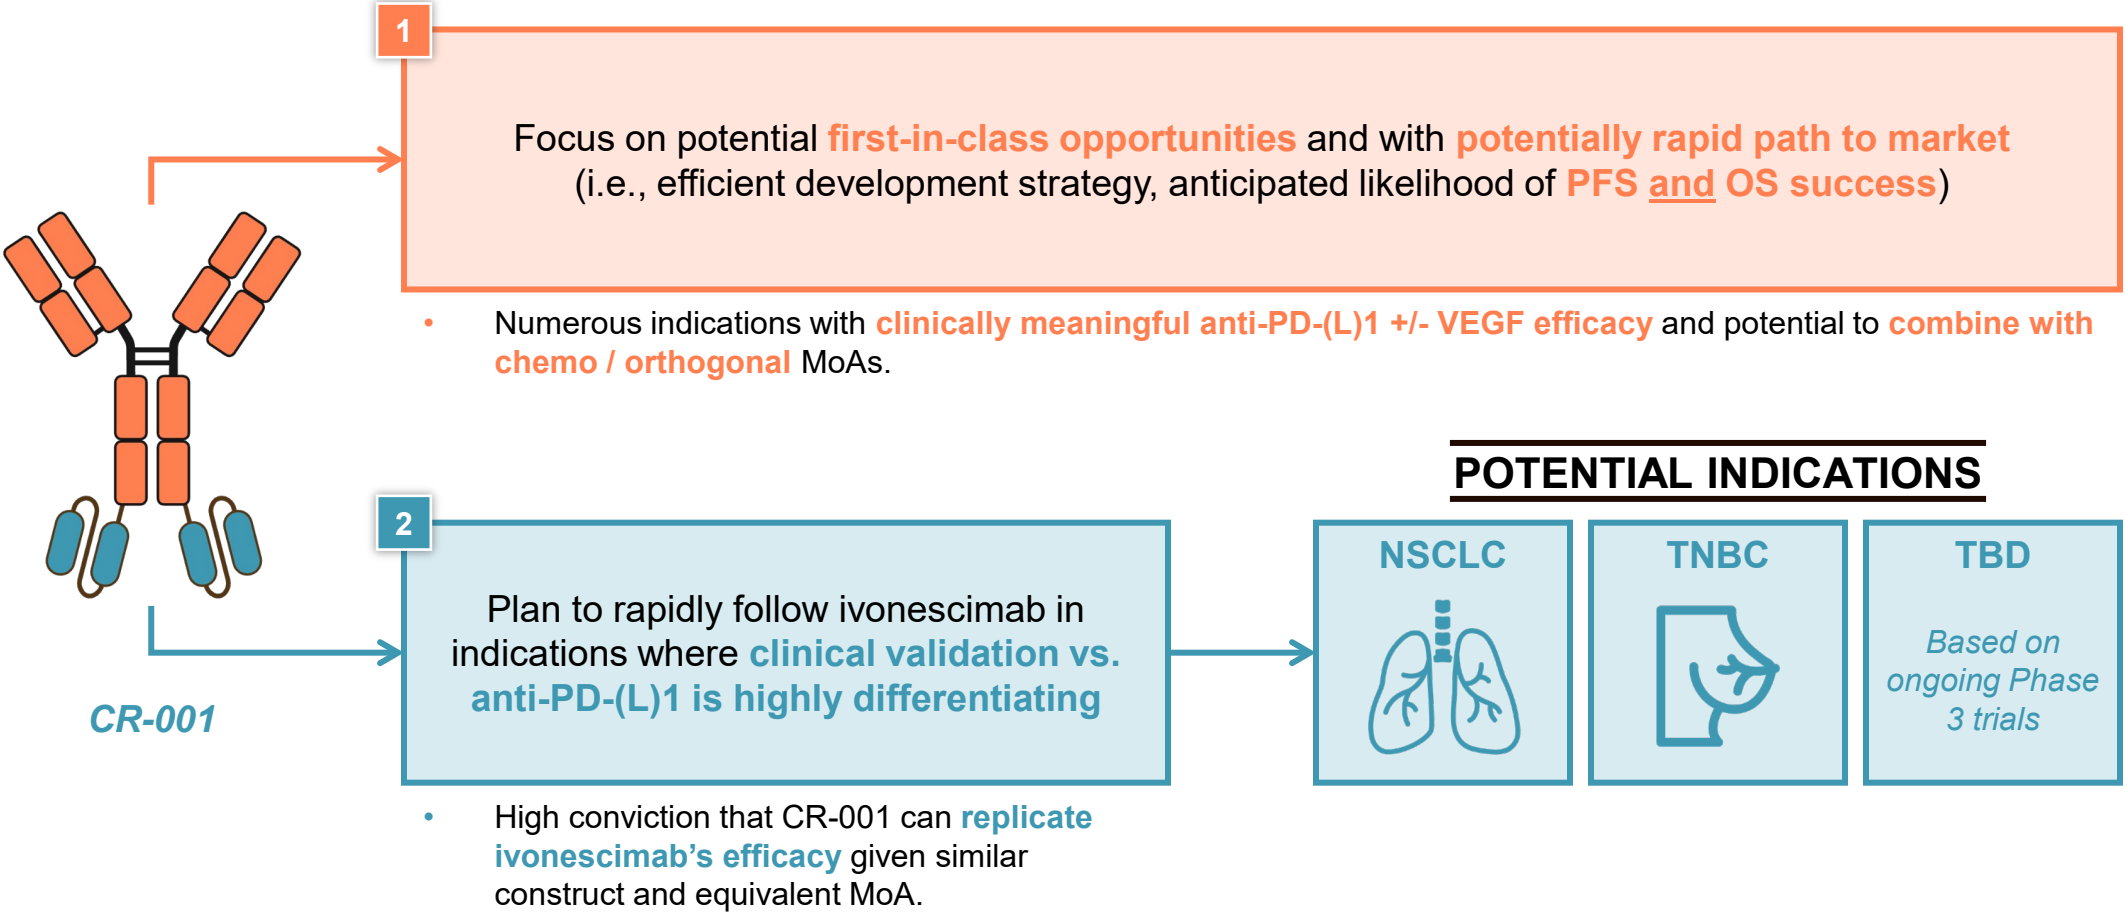 1
Focus on potential first-in-class opportunities and with potentially rapid path to market
(i.e., efficient development strategy, anticipated likelihood of PFS and OS success)
• Numerous indications with clinically meaningful anti-PD-(L)1 +/- VEGF efficacy and potential to combine with
chemo / orthogonal MoAs.
CR-001
2
Plan to rapidly follow ivonescimab in
indications where clinical validation vs.
anti-PD-(L)1 is highly differentiating
• High conviction that CR-001 can replicate
ivonescimab's efficacy given similar
construct and equivalent MoA.
POTENTIAL INDICATIONS
NSCLC
TNBC
TBD
Based on
ongoing Phase
3 trials